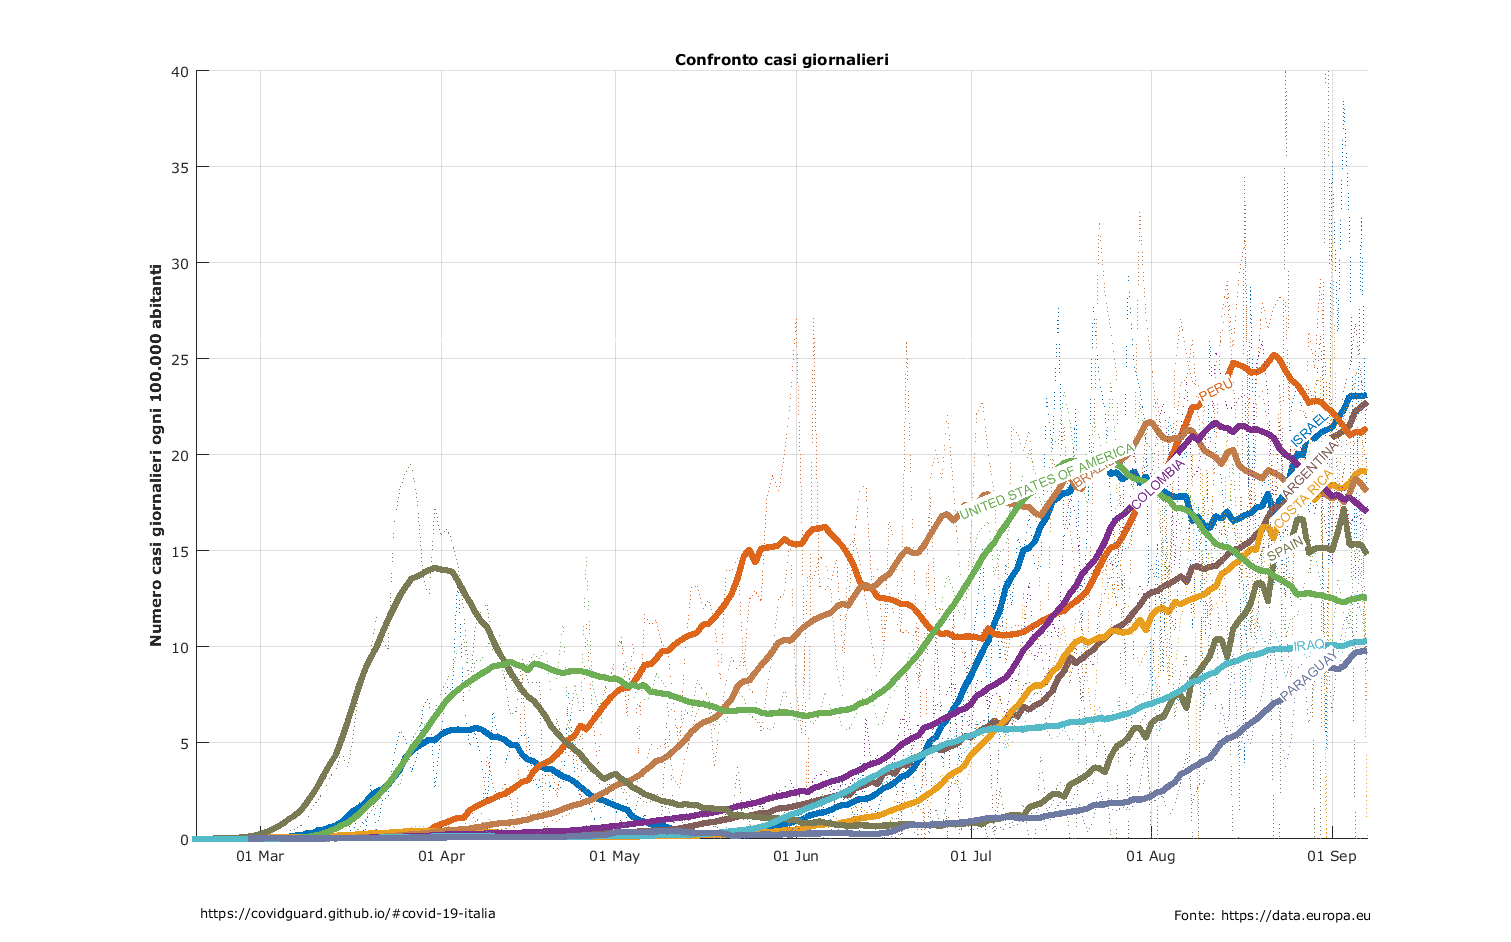 Confronto casi giornalieri
Numero casi giornalieri ogni 100.000 abitanti
40
35
30
25
20
15
10
5
0
PERU
ISRAEL
UNITED STATES OF AMERICA
BRAZIL
COLOMBIA
ARGENTINA
COSTA RICA
SPAIN
IRAQ
PARAGUAY
01 Mar
01 Apr
01 May
01 Jun
01 Jul
01 Aug
01 Sep
https://covidguard.github.io/#covid-19-italia
Fonte: https://data.europa.eu